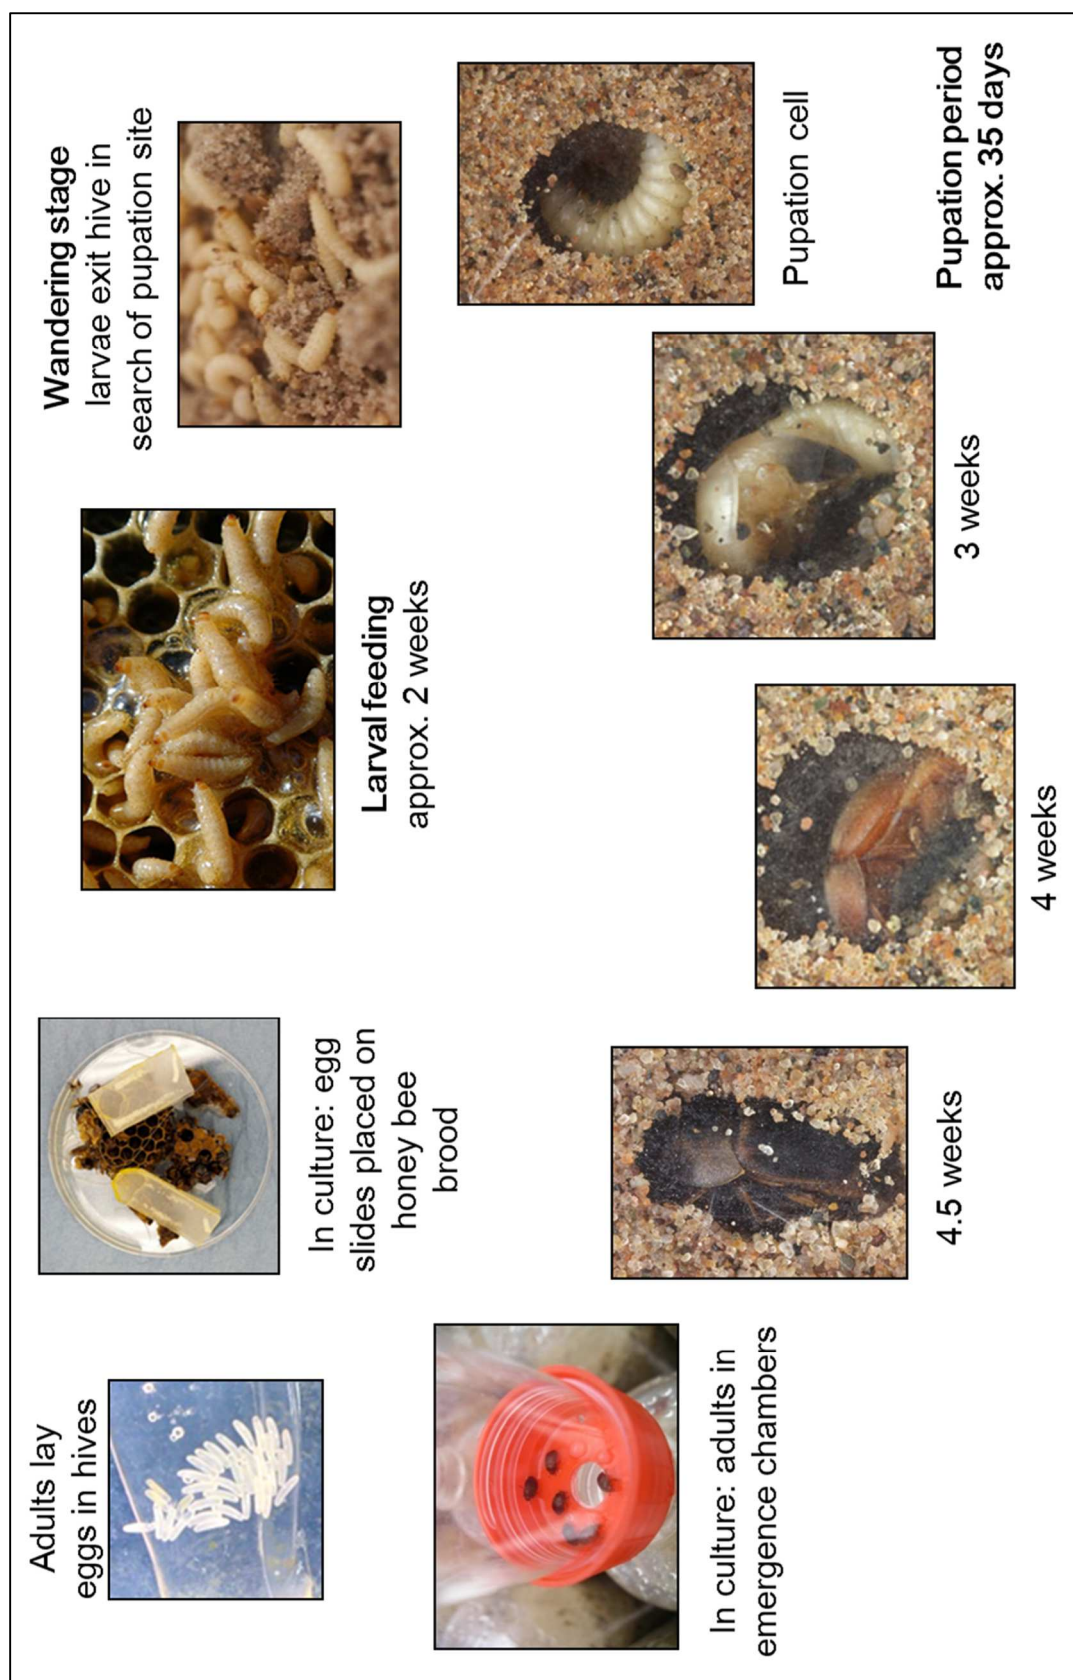 Adults lay
eggs in hives
In culture: egg
slides placed on
honey bee
brood
Larval feeding
approx. 2 weeks
Wandering stage
larvae exit hive in
search of pupation site
Pupation cell
Pupation period
approx. 35 days
3 weeks
4 weeks
4.5 weeks
In culture: adults in
emergence chambers